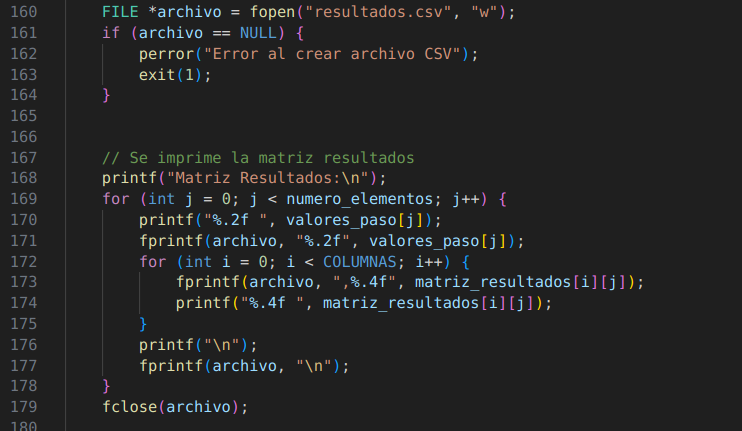 160 FILE *archivo = fopen("resultados.csv", "w");
161 if (archivo == NULL) {
162 perror("Error al crear archivo CSV");
163 exit(1);
164 }
165
166
167 // Se imprime la matriz resultados
168 printf("Matriz Resultados:\n");
169 for (int j = 0; j < numero_elementos; j++) {
170 printf("%.2f ", valores_paso[j]);
171 fprintf(archivo, "%.2f", valores_paso[j]);
172 for (int i = 0; i < COLUMNAS; i++) {
173 fprintf(archivo, ",%.4f", matriz_resultados[i][j]);
174 printf("%.4f ", matriz_resultados[i][j]);
175 }
176 printf("\n");
177 fprintf(archivo, "\n");
178 }
179 fclose(archivo);
180